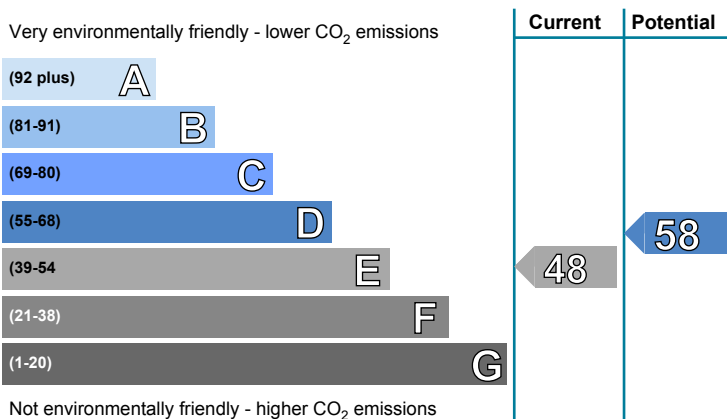 Current Potential
Very environmentally friendly - lower CO₂ emissions
(92 plus) A
(81-91) B
(69-80) C
(55-68) D
58
(39-54 E
48
(21-38) F
(1-20) G
Not environmentally friendly - higher CO₂ emissions